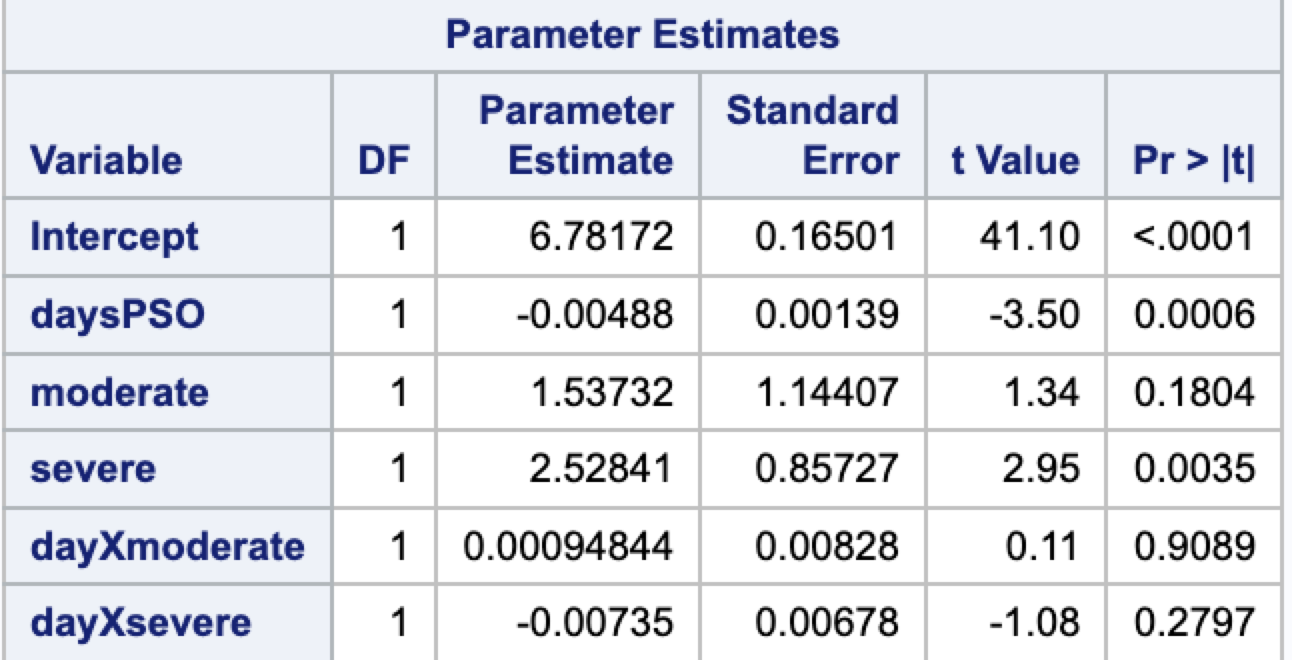 Parameter Estimates
Variable DF Parameter Estimate Standard Error t Value Pr > |t|
Intercept 1 6.78172 0.16501 41.10 <.0001
daysPSO 1 -0.00488 0.00139 -3.50 0.0006
moderate 1 1.53732 1.14407 1.34 0.1804
severe 1 2.52841 0.85727 2.95 0.0035
dayXmoderate 1 0.00094844 0.00828 0.11 0.9089
dayXsevere 1 -0.00735 0.00678 -1.08 0.2797